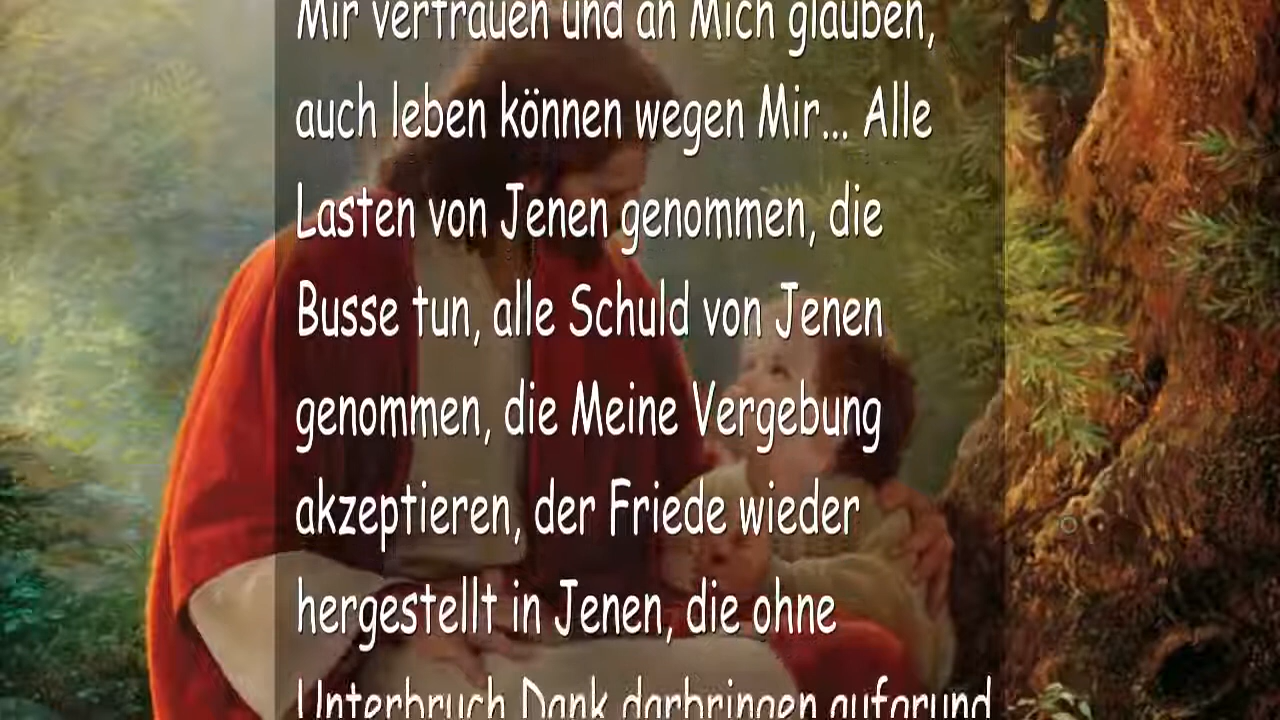 Mir vertrauen und an Mich glauben,
auch leben können wegen Mir... Alle
Lasten von Jenen genommen, die
Busse tun, alle Schuld von Jenen
genommen, die Meine Vergebung
akzeptieren, der Friede wieder
hergestellt in Jenen, die ohne
Unterbruch Dank darbringen aufgrund